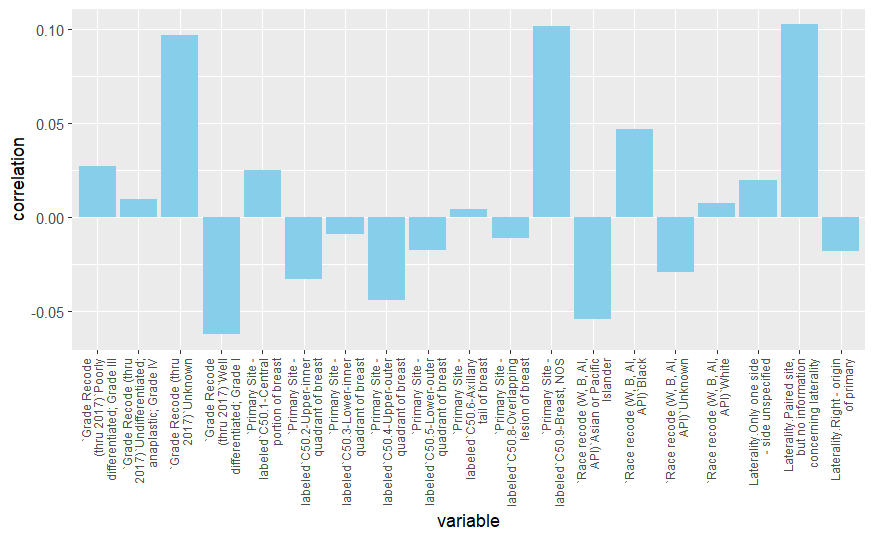 0.10
0.05
0.00
-0.05
correlation
`Grade Recode
(thru 2017)`Poorly
differentiated; Grade III
`Grade Recode (thru
2017)`Undifferentiated;
anaplastic; Grade IV
`Grade Recode (thru
2017)`Unknown
`Grade Recode
(thru 2017)`Well
differentiated; Grade I
`Primary Site -
labeled`C50.1-Central
portion of breast
`Primary Site -
labeled`C50.2-Upper-inner
quadrant of breast
`Primary Site -
labeled`C50.3-Lower-inner
quadrant of breast
`Primary Site -
labeled`C50.4-Upper-outer
quadrant of breast
`Primary Site -
labeled`C50.5-Lower-outer
quadrant of breast
`Primary Site -
labeled`C50.6-Axillary
tail of breast
`Primary Site -
labeled`C50.8-Overlapping
lesion of breast
`Primary Site -
labeled`C50.9-Breast, NOS
`Race recode (W, B, AI,
API)`Asian or Pacific
Islander
`Race recode (W, B, AI,
API)`Black
`Race recode (W, B, AI,
API)`Unknown
`Race recode (W, B, AI,
API)`White
Laterality.Only one side
- side unspecified
Laterality.Paired site,
but no information
concerning laterality
Laterality.Right - origin
of primary
variable